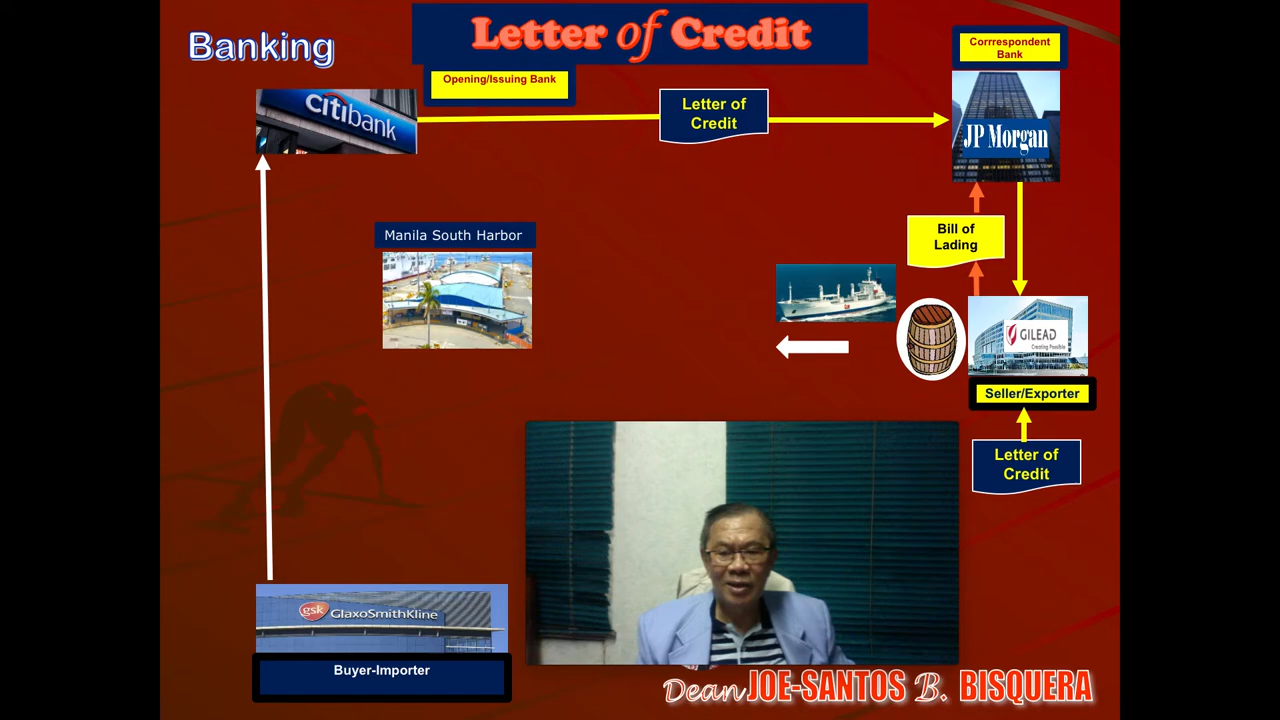 Banking
Letter of Credit
Corrrespondent
Bank
Opening/Issuing Bank
citibank
Letter of
Credit
JP Morgan
Manila South Harbor
Bill of
Lading
GILEAD
Creating Possible
Seller/Exporter
Letter of
Credit
gsk GlaxoSmithKline
Buyer-Importer
Dean JOE-SANTOS B. BISQUERA